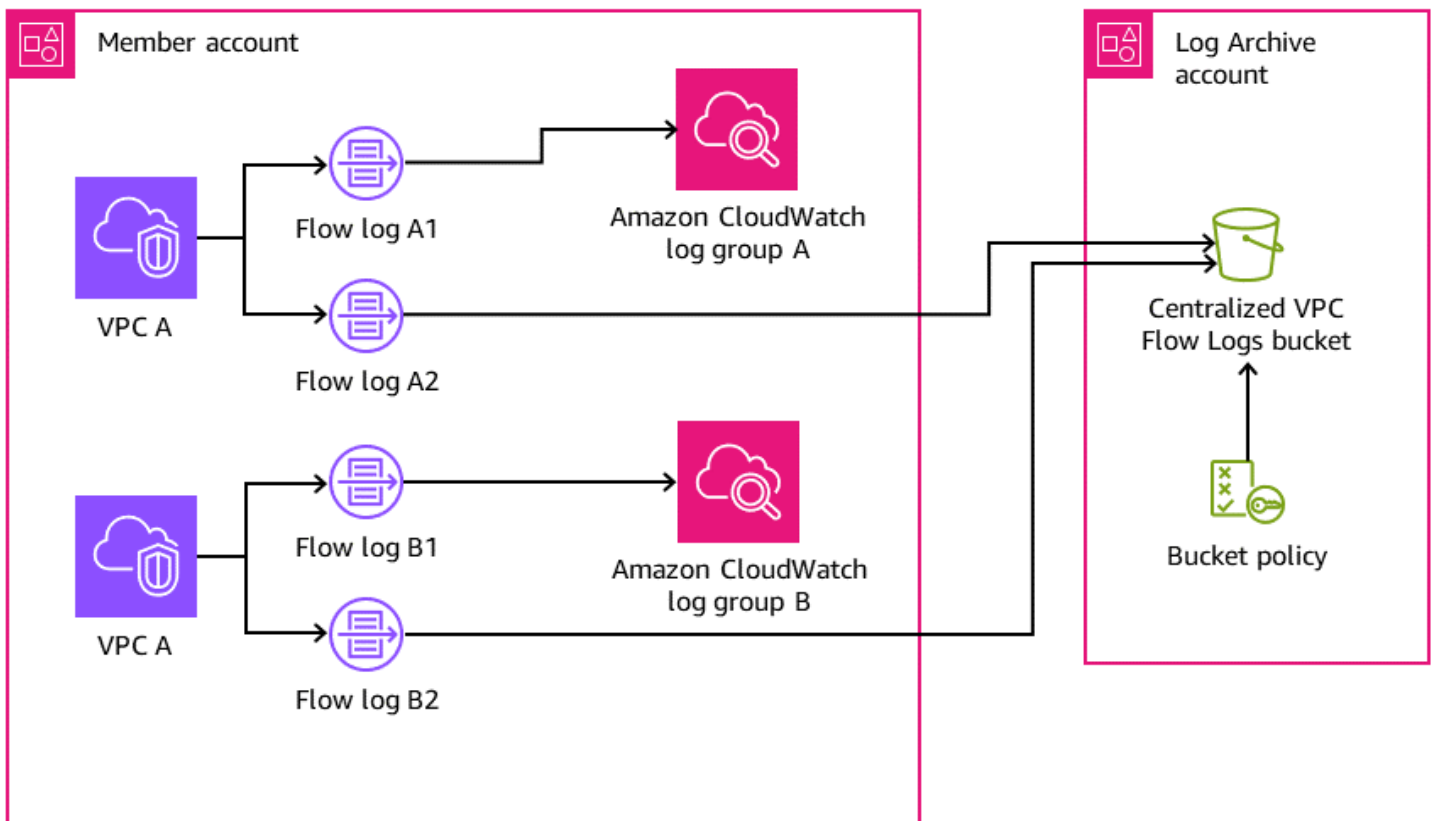 Member account
Log Archive
account
Flow log A1
Amazon CloudWatch
log group A
VPC A
Flow log A2
Centralized VPC
Flow Logs bucket
Flow log B1
Amazon CloudWatch
log group B
Bucket policy
VPC A
Flow log B2